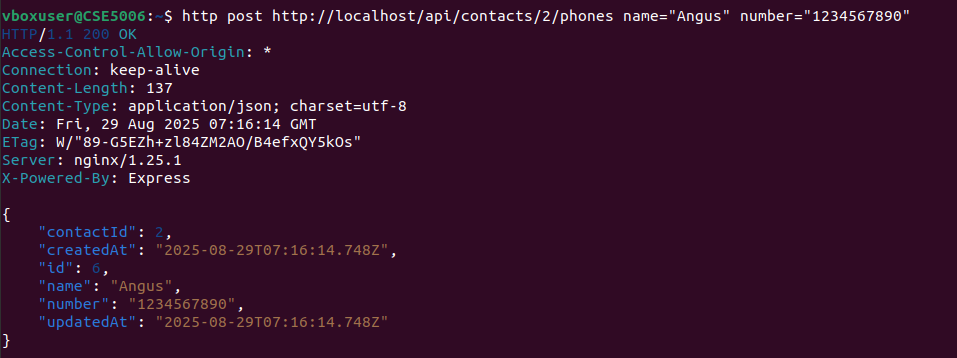 vboxuser@CSE5006:~$ http post http://localhost/api/contacts/2/phones name="Angus" number="1234567890"
HTTP/1.1 200 OK
Access-Control-Allow-Origin: *
Connection: keep-alive
Content-Length: 137
Content-Type: application/json; charset=utf-8
Date: Fri, 29 Aug 2025 07:16:14 GMT
ETag: W/"89-G5EZh+zl84ZM2AO/B4efxQY5kOs"
Server: nginx/1.25.1
X-Powered-By: Express

{
    "contactId": 2,
    "createdAt": "2025-08-29T07:16:14.748Z",
    "id": 6,
    "name": "Angus",
    "number": "1234567890",
    "updatedAt": "2025-08-29T07:16:14.748Z"
}